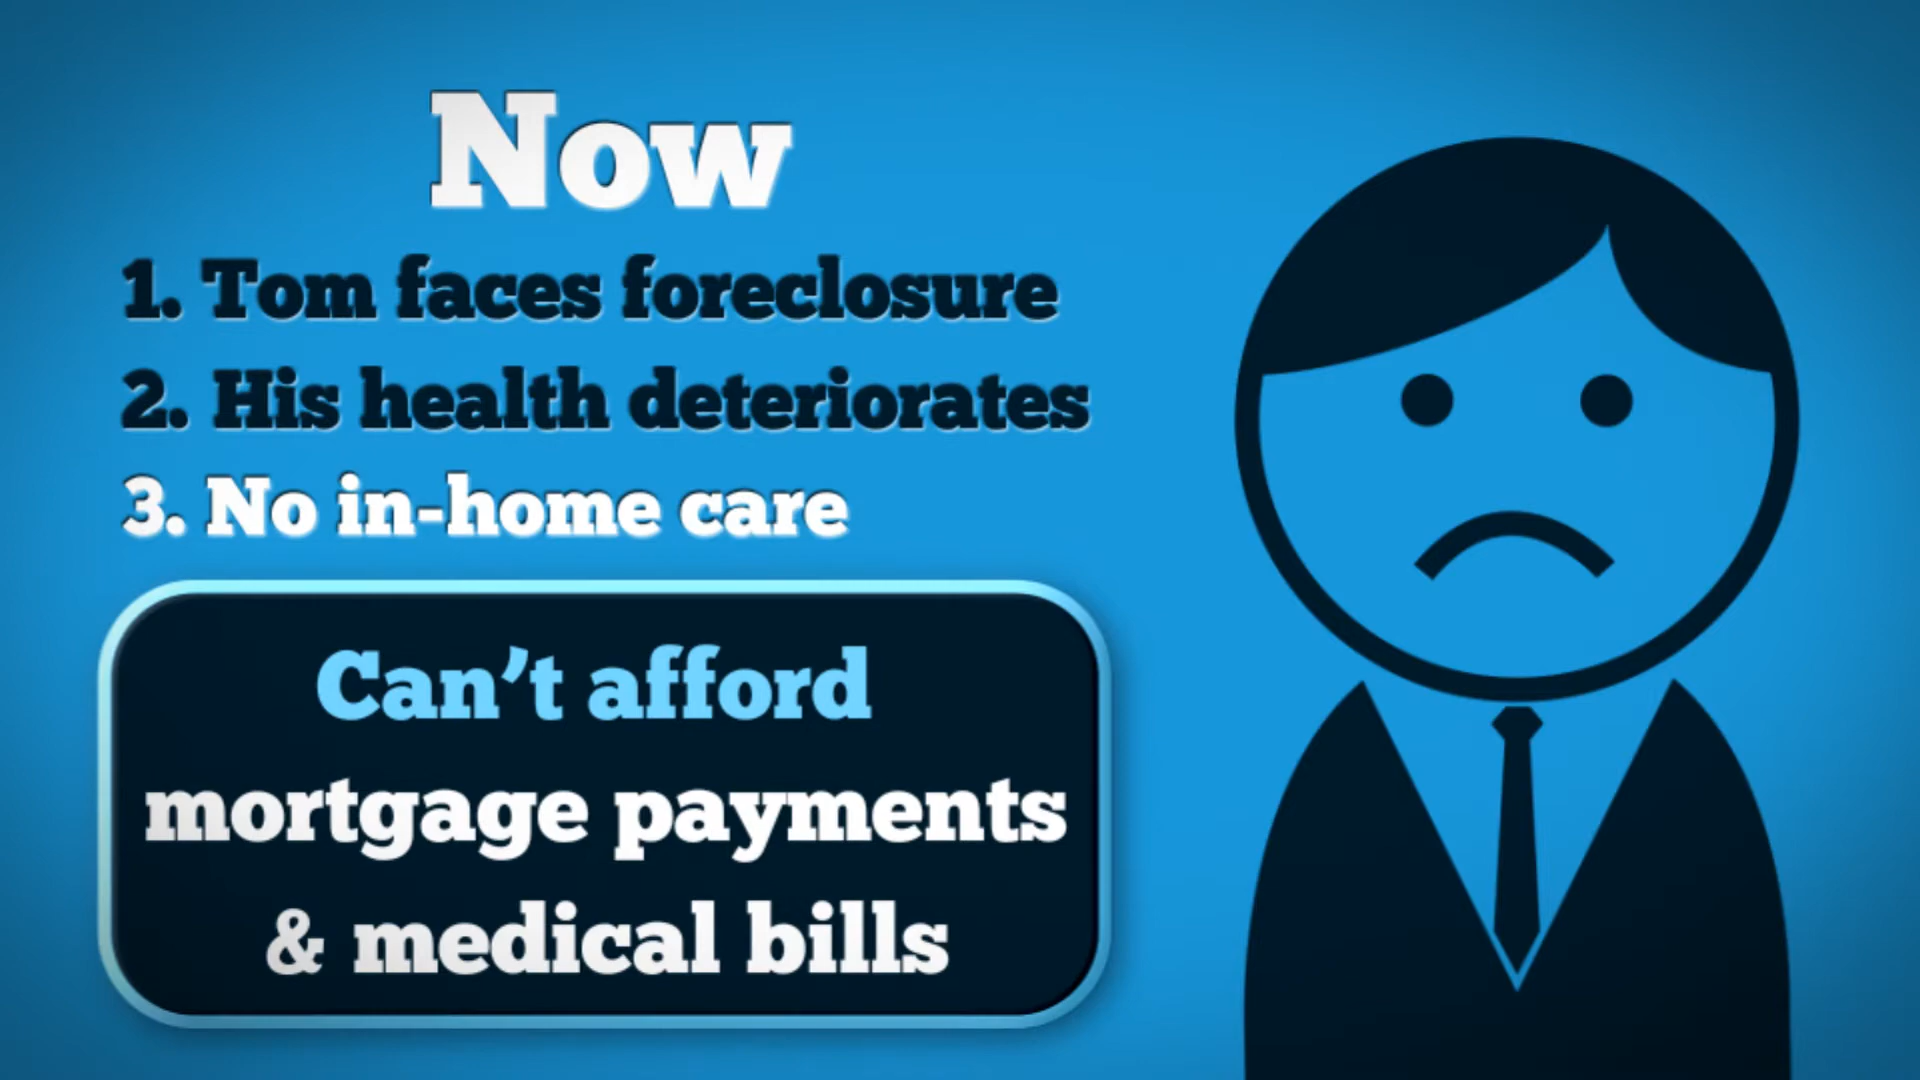 Now
1. Tom faces foreclosure
2. His health deteriorates
3. No in-home care
Can’t afford
mortgage payments
& medical bills